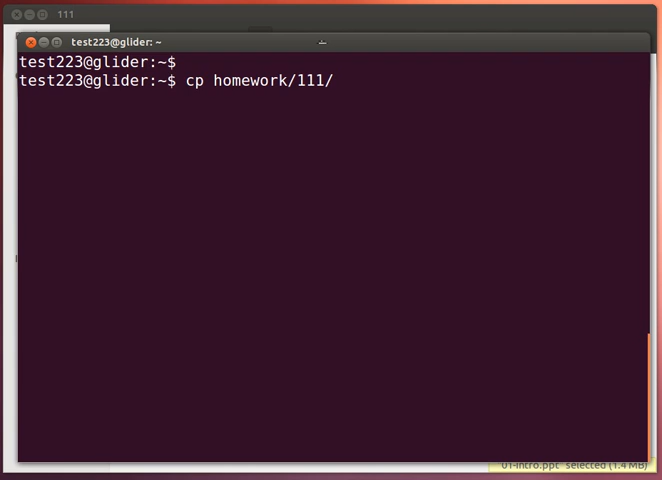 111
test223@glider: ~
test223@glider:~$
test223@glider:~$ cp homework/111/
"01-intro.ppt" selected (1.4 MB)